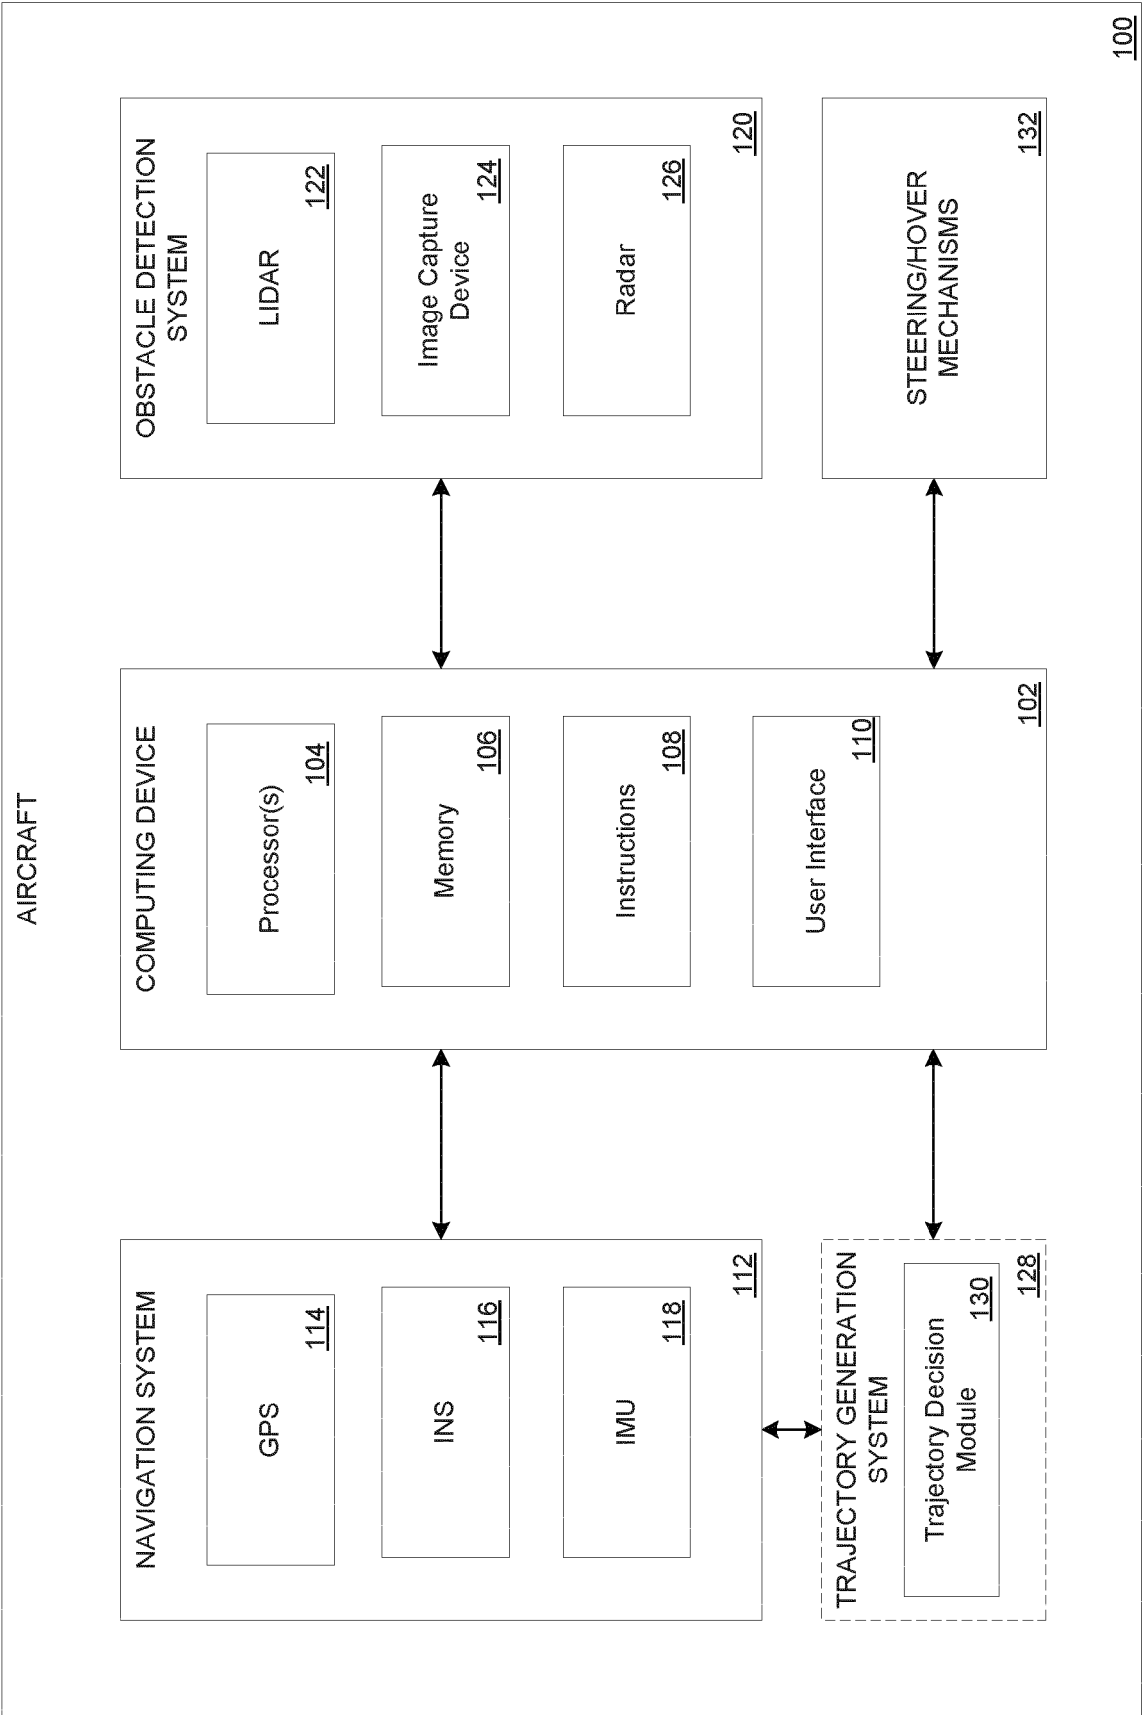 AIRCRAFT
NAVIGATION SYSTEM
GPS
114
INS
116
IMU
118
112
TRAJECTORY GENERATION
SYSTEM
Trajectory Decision
Module
130
128
COMPUTING DEVICE
Processor(s)
104
Memory
106
Instructions
108
User Interface
110
102
OBSTACLE DETECTION
SYSTEM
LIDAR
122
Image Capture
Device
124
Radar
126
120
STEERING/HOVER
MECHANISMS
132
100